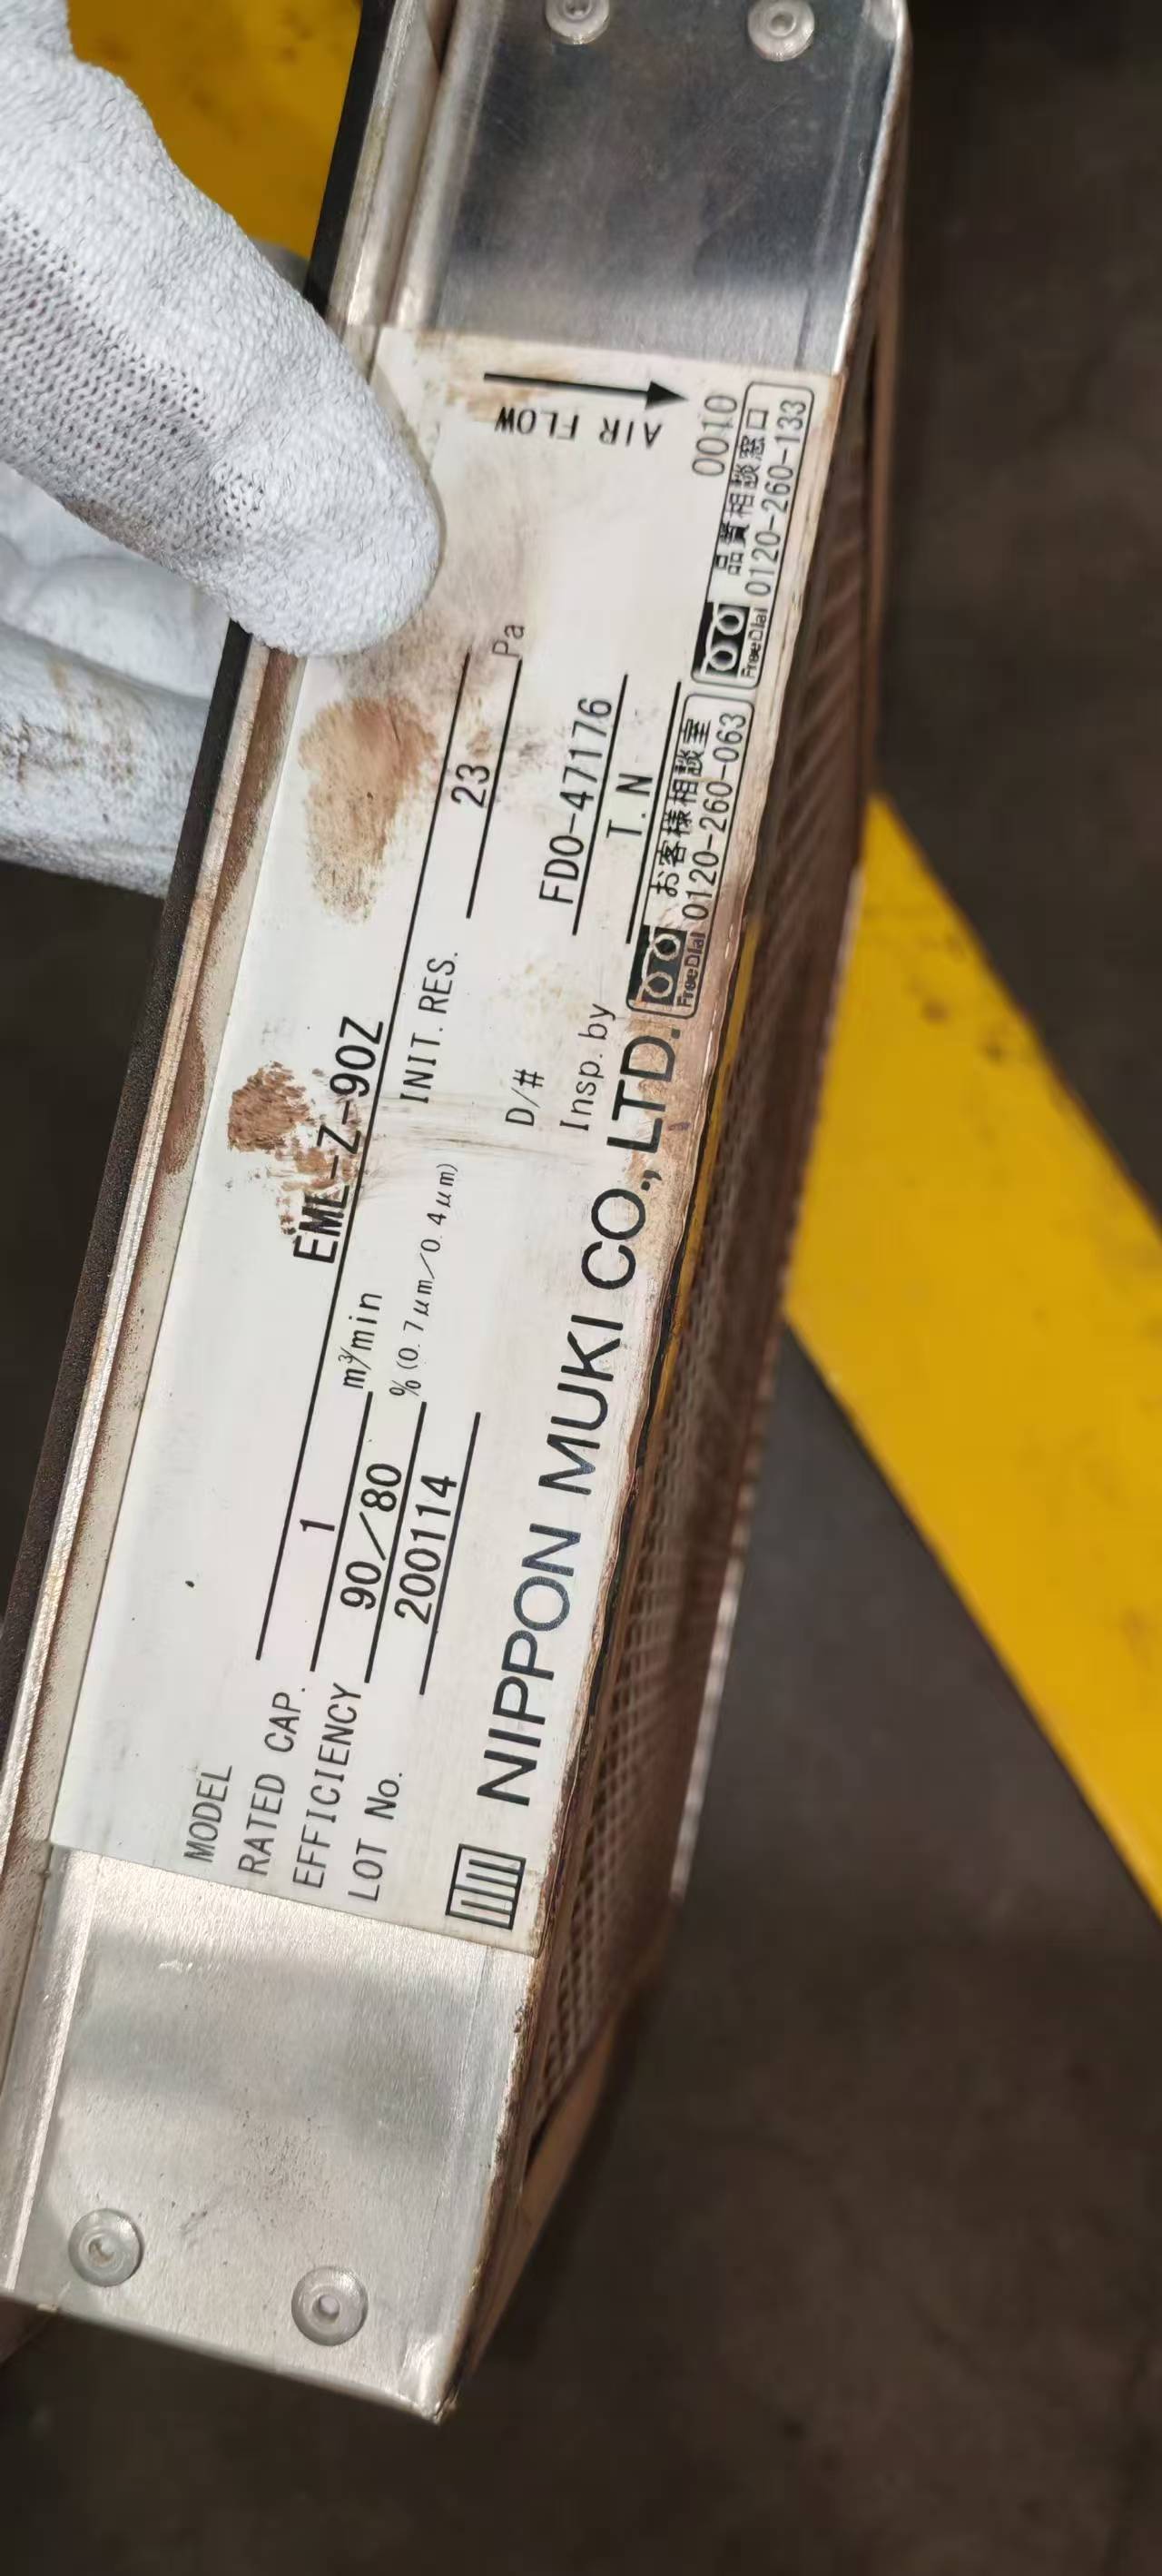 MODEL EML-Z-90Z
RATED CAP. 1 m³/min INIT. RES. 23 Pa
EFFICIENCY 90/80 % (0.7μm/0.4μm)
LOT No. 200114 D/# FDO-47176
Insp. by T.N
AIR FLOW
0010
NIPPON MUKI CO., LTD.
FreeDial お客様相談室 0120-260-063
FreeDial 品質相談窓口 0120-260-133